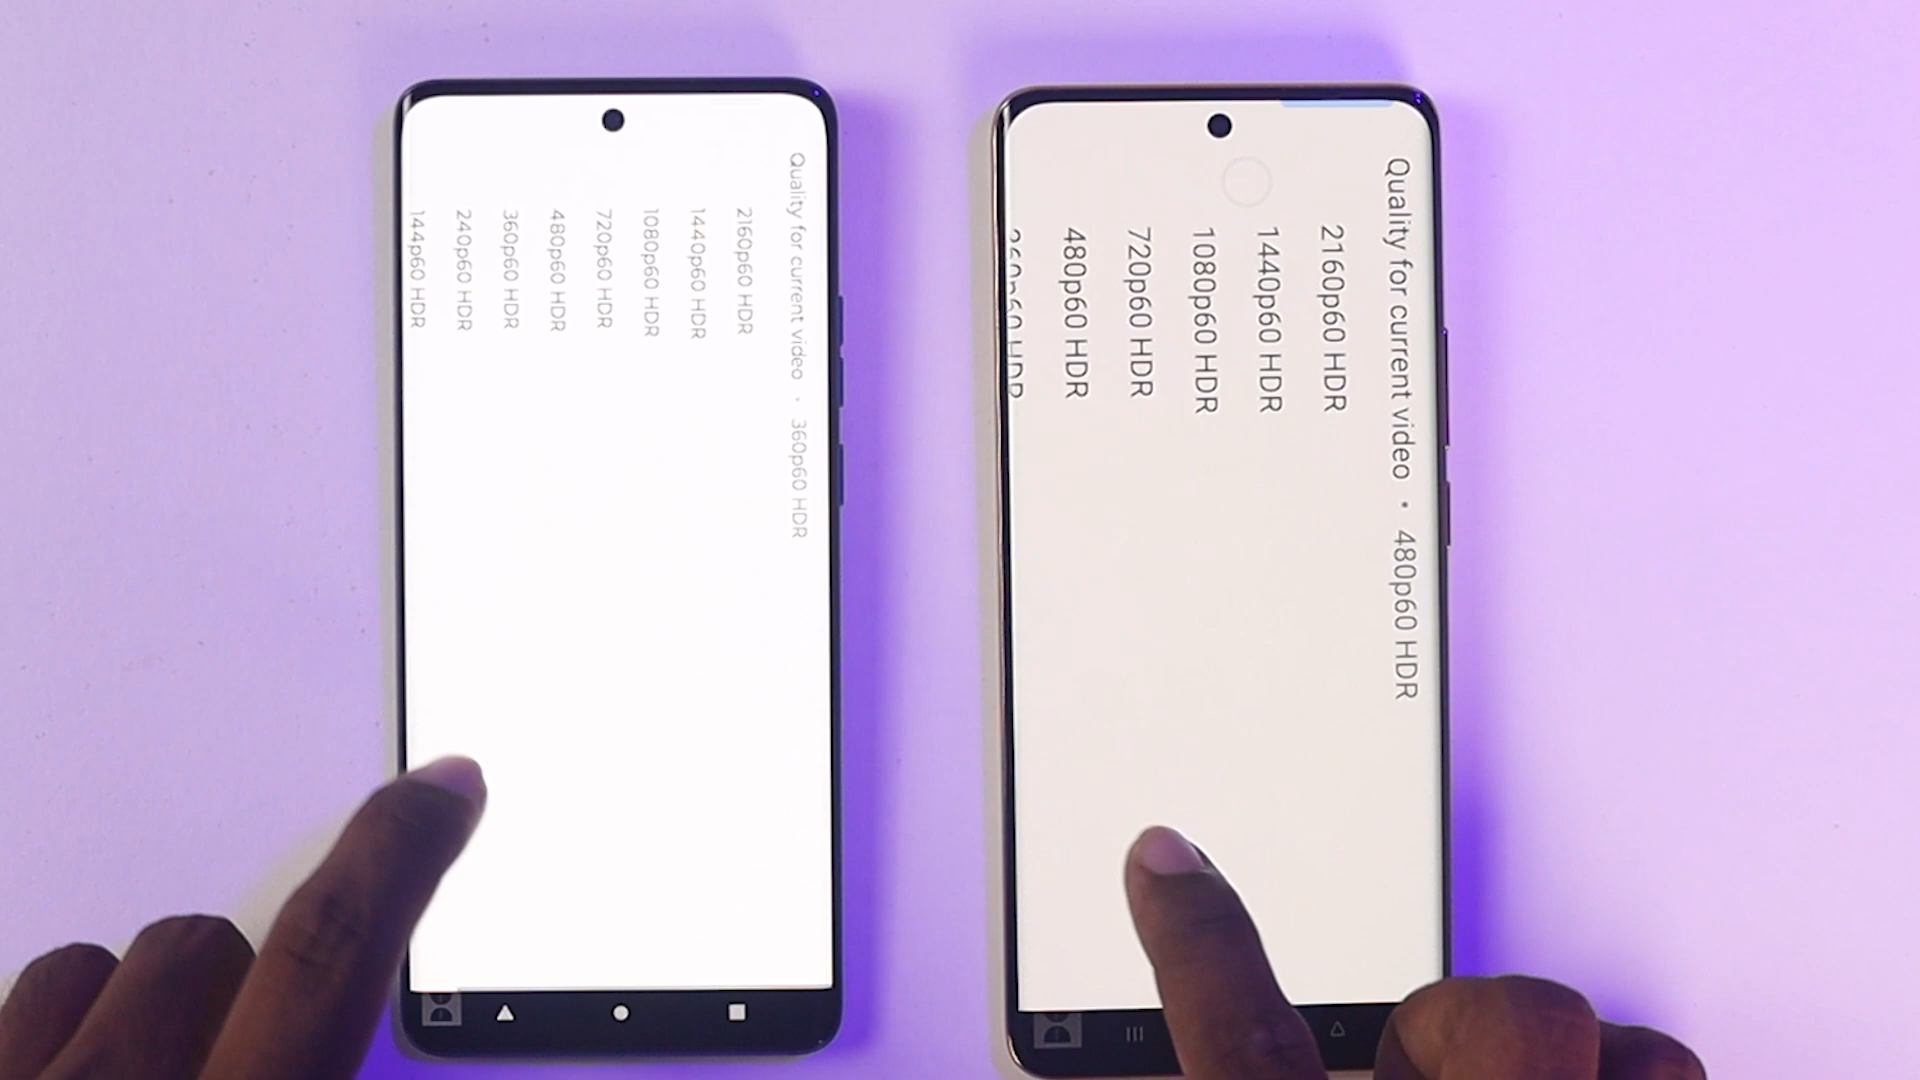 Quality for current video • 360p60 HDR
2160p60 HDR
1440p60 HDR
1080p60 HDR
720p60 HDR
480p60 HDR
360p60 HDR
240p60 HDR
144p60 HDR
Quality for current video • 480p60 HDR
2160p60 HDR
1440p60 HDR
1080p60 HDR
720p60 HDR
480p60 HDR
360p60 HDR